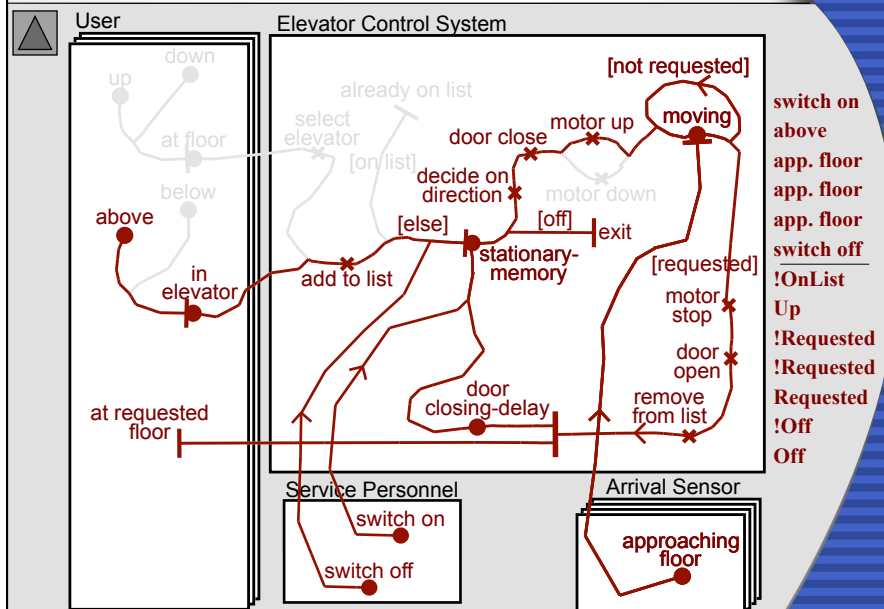 User
Elevator Control System
down
up
at floor
below
above
in
elevator
at requested
floor
already on list
select
elevator
[on list]
[else]
add to list
door close
motor up
decide on
direction
motor down
[off]
exit
stationary-
memory
[not requested]
moving
[requested]
motor
stop
door
open
remove
from list
door
closing-delay
Service Personnel
switch on
switch off
Arrival Sensor
approaching
floor
switch on
above
app. floor
app. floor
app. floor
switch off
!OnList
Up
!Requested
!Requested
Requested
!Off
Off